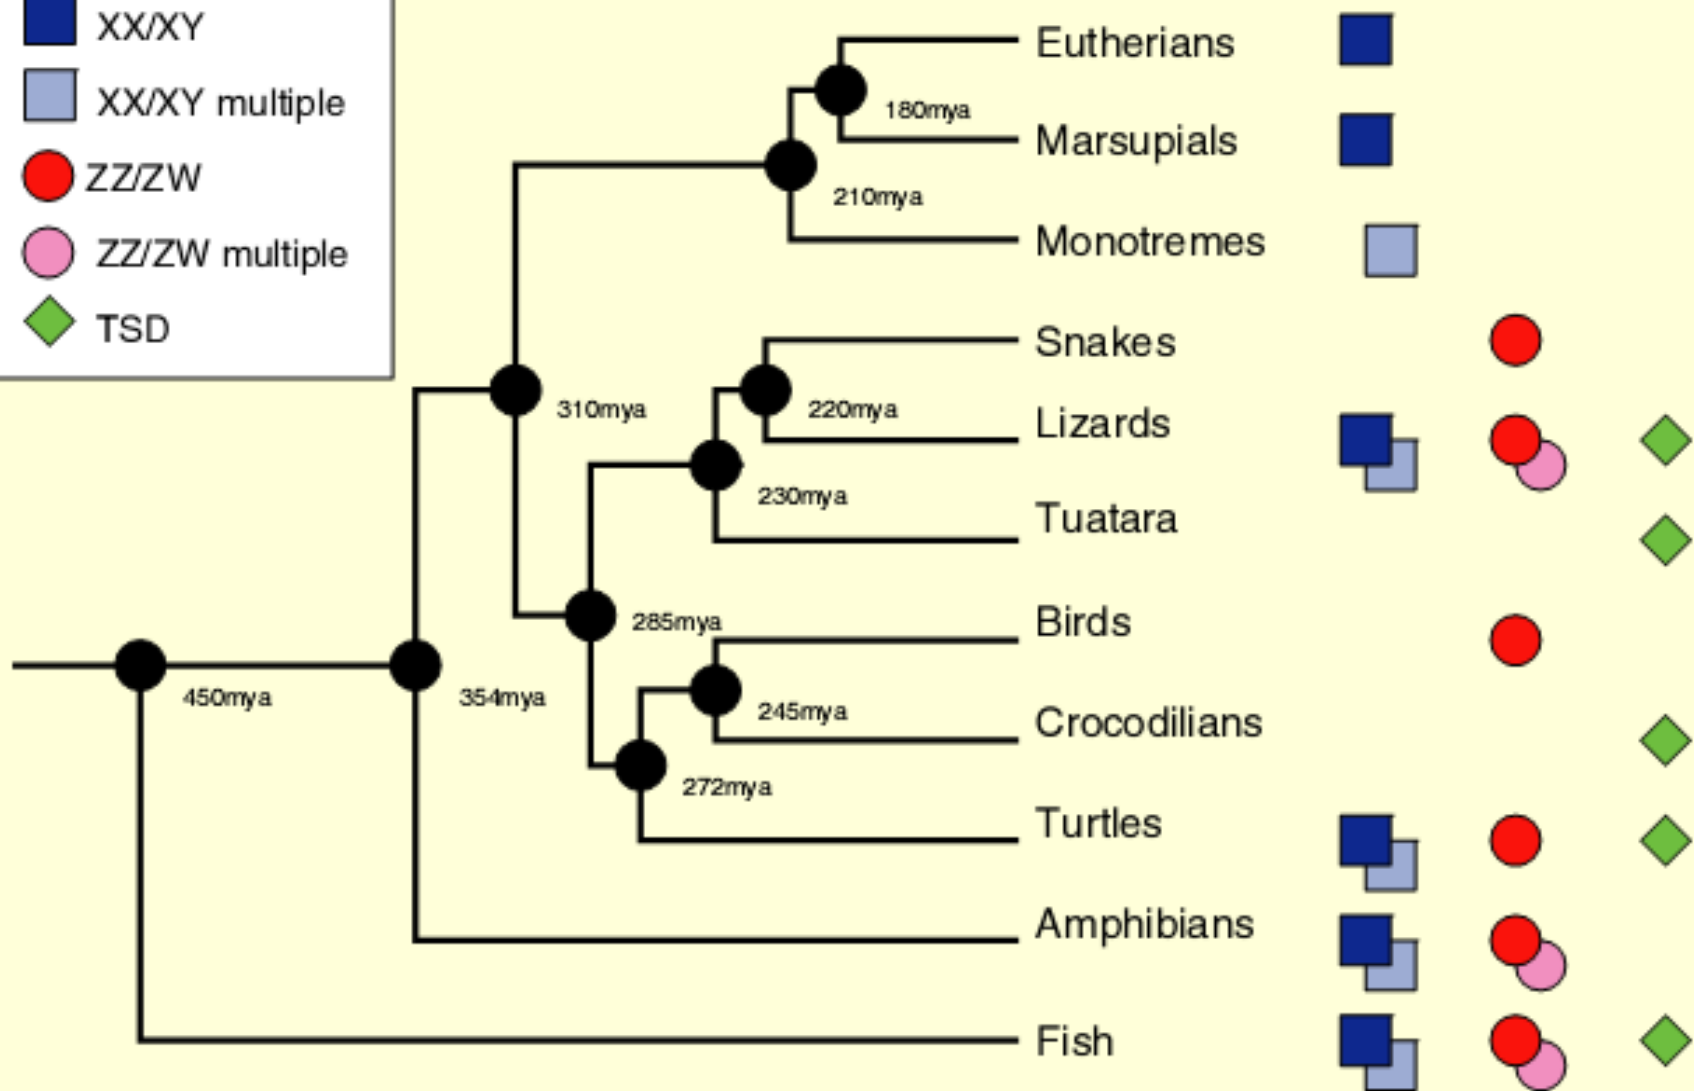 XX/XY
XX/XY multiple
ZZ/ZW
ZZ/ZW multiple
TSD
Eutherians
180mya
Marsupials
210mya
Monotremes
Snakes
310mya
220mya
Lizards
230mya
Tuatara
285mya
Birds
450mya
354mya
245mya
Crocodilians
272mya
Turtles
Amphibians
Fish